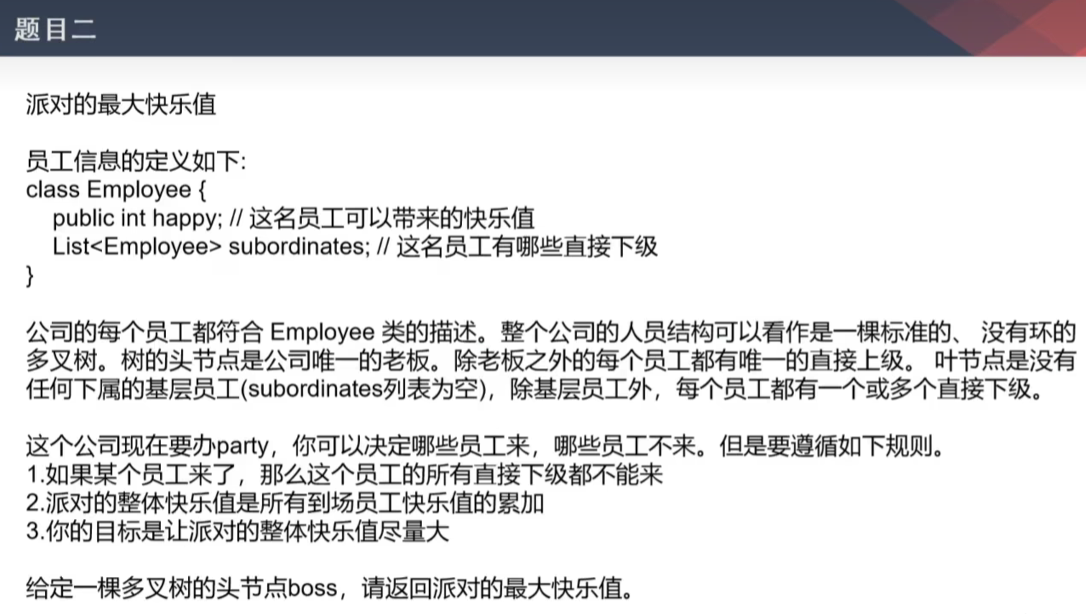 题目二
派对的最大快乐值
员工信息的定义如下:
class Employee {
public int happy; // 这名员工可以带来的快乐值
List<Employee> subordinates; // 这名员工有哪些直接下级
}
公司的每个员工都符合 Employee 类的描述。整个公司的人员结构可以看作是一棵标准的、 没有环的
多叉树。树的头节点是公司唯一的老板。除老板之外的每个员工都有唯一的直接上级。 叶节点是没有
任何下属的基层员工(subordinates列表为空)，除基层员工外，每个员工都有一个或多个直接下级。
这个公司现在要办party，你可以决定哪些员工来，哪些员工不来。但是要遵循如下规则。
1.如果某个员工来了，那么这个员工的所有直接下级都不能来
2.派对的整体快乐值是所有到场员工快乐值的累加
3.你的目标是让派对的整体快乐值尽量大
给定一棵多叉树的头节点boss，请返回派对的最大快乐值。